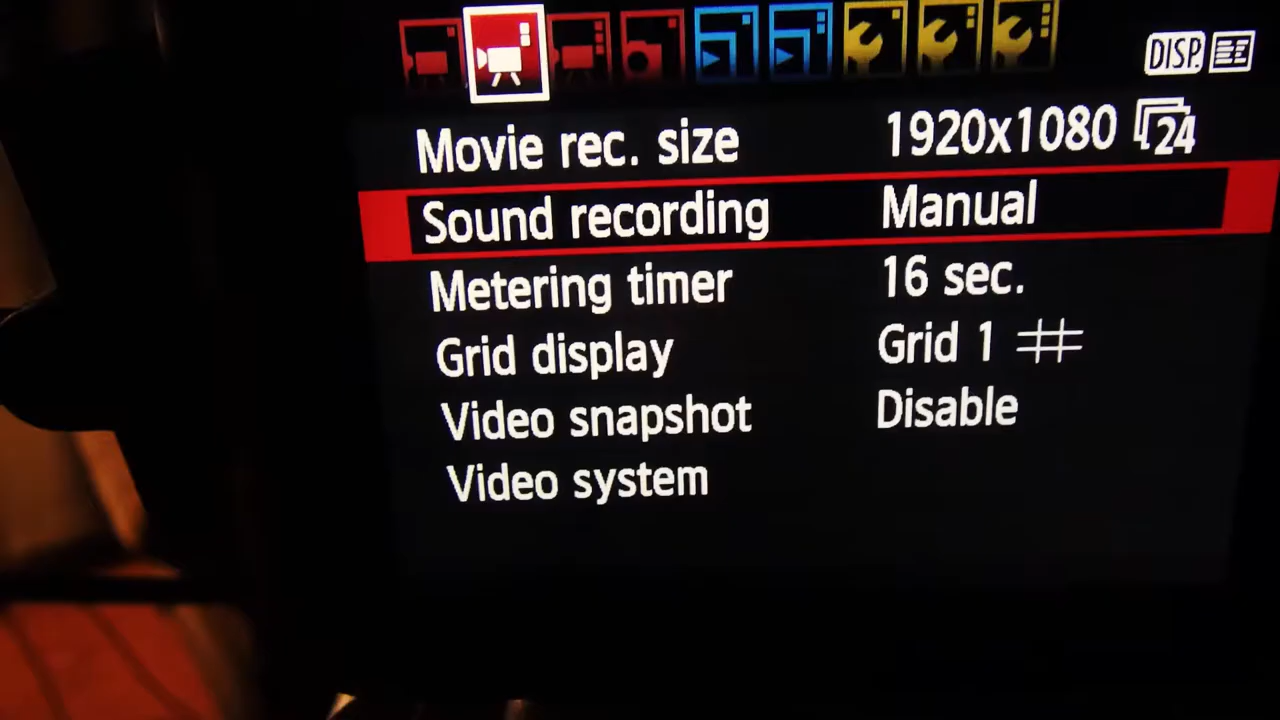 DISP.
Movie rec. size 1920x1080 24
Sound recording Manual
Metering timer 16 sec.
Grid display Grid 1
Video snapshot Disable
Video system